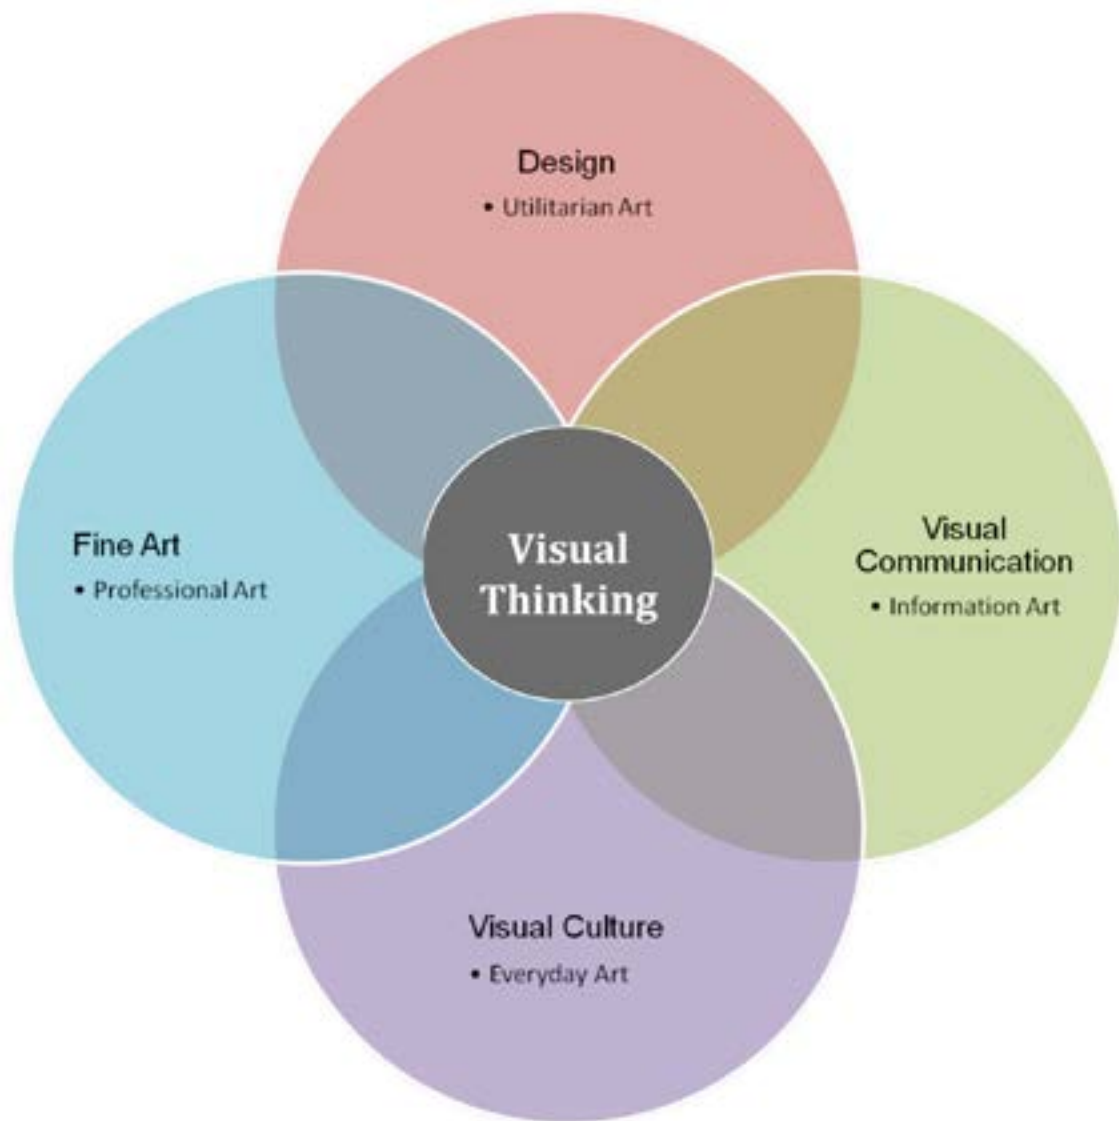 Design
• Utilitarian Art
Fine Art
• Professional Art
Visual
Thinking
Visual
Communication
• Information Art
Visual Culture
• Everyday Art